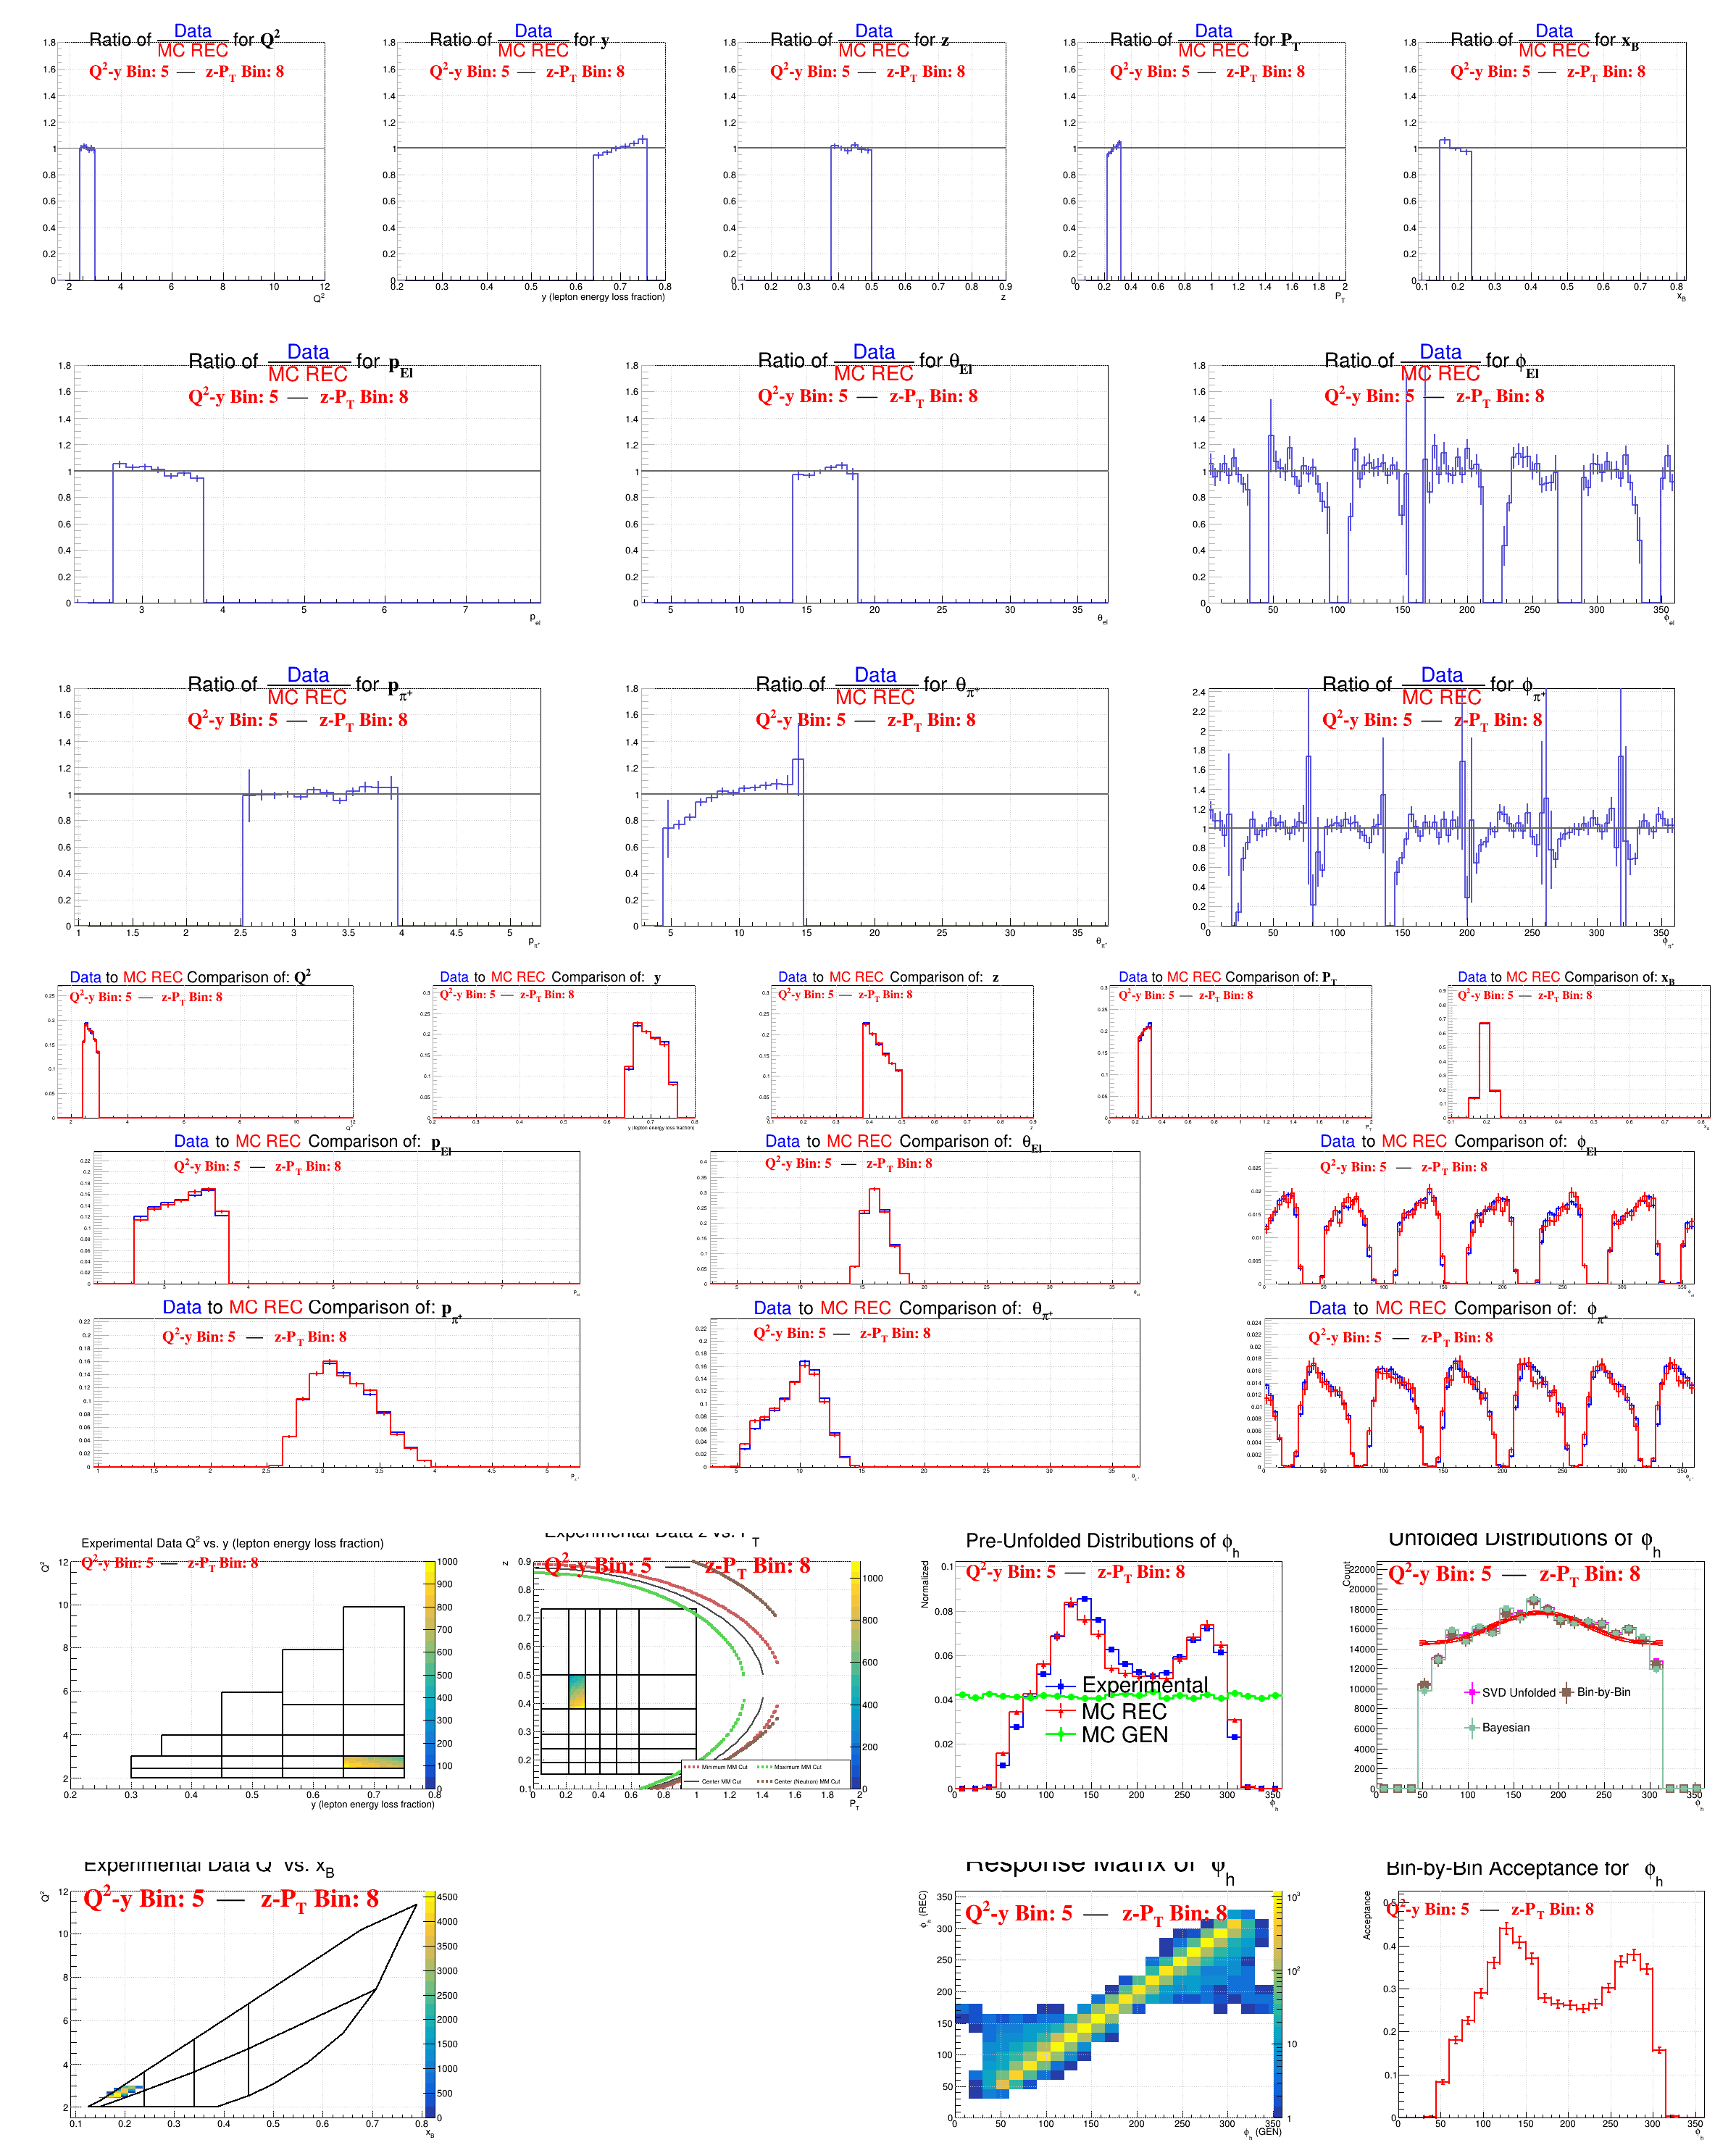 Ratio of Data / MC REC for Q²
Q²-y Bin: 5 — z-P_T Bin: 8
Ratio of Data / MC REC for y
Q²-y Bin: 5 — z-P_T Bin: 8
y (lepton energy loss fraction)
Ratio of Data / MC REC for z
Q²-y Bin: 5 — z-P_T Bin: 8
Ratio of Data / MC REC for P_T
Q²-y Bin: 5 — z-P_T Bin: 8
Ratio of Data / MC REC for x_B
Q²-y Bin: 5 — z-P_T Bin: 8
Ratio of Data / MC REC for p_El
Q²-y Bin: 5 — z-P_T Bin: 8
Ratio of Data / MC REC for θ_El
Q²-y Bin: 5 — z-P_T Bin: 8
Ratio of Data / MC REC for ϕ_El
Q²-y Bin: 5 — z-P_T Bin: 8
Ratio of Data / MC REC for p_π⁺
Q²-y Bin: 5 — z-P_T Bin: 8
Ratio of Data / MC REC for θ_π⁺
Q²-y Bin: 5 — z-P_T Bin: 8
Ratio of Data / MC REC for ϕ_π⁺
Q²-y Bin: 5 — z-P_T Bin: 8
Data to MC REC Comparison of: Q²
Q²-y Bin: 5 — z-P_T Bin: 8
Data to MC REC Comparison of: y
Q²-y Bin: 5 — z-P_T Bin: 8
y (lepton energy loss fraction)
Data to MC REC Comparison of: z
Q²-y Bin: 5 — z-P_T Bin: 8
Data to MC REC Comparison of: P_T
Q²-y Bin: 5 — z-P_T Bin: 8
Data to MC REC Comparison of: x_B
Q²-y Bin: 5 — z-P_T Bin: 8
Data to MC REC Comparison of: p_El
Q²-y Bin: 5 — z-P_T Bin: 8
Data to MC REC Comparison of: θ_El
Q²-y Bin: 5 — z-P_T Bin: 8
Data to MC REC Comparison of: ϕ_El
Q²-y Bin: 5 — z-P_T Bin: 8
Data to MC REC Comparison of: p_π⁺
Q²-y Bin: 5 — z-P_T Bin: 8
Data to MC REC Comparison of: θ_π⁺
Q²-y Bin: 5 — z-P_T Bin: 8
Data to MC REC Comparison of: ϕ_π⁺
Q²-y Bin: 5 — z-P_T Bin: 8
Experimental Data Q² vs. y (lepton energy loss fraction)
Q²-y Bin: 5 — z-P_T Bin: 8
y (lepton energy loss fraction)
Experimental Data z vs. P_T
Q²-y Bin: 5 — z-P_T Bin: 8
Minimum MM Cut
Maximum MM Cut
Center MM Cut
Center (Neutron) MM Cut
Pre-Unfolded Distributions of ϕ_h
Q²-y Bin: 5 — z-P_T Bin: 8
Normalized
Experimental
MC REC
MC GEN
Unfolded Distributions of ϕ_h
Q²-y Bin: 5 — z-P_T Bin: 8
Count
SVD Unfolded
Bin-by-Bin
Bayesian
Experimental Data Q² vs. x_B
Q²-y Bin: 5 — z-P_T Bin: 8
Response Matrix of ϕ_h
Q²-y Bin: 5 — z-P_T Bin: 8
ϕ_h (REC)
ϕ_h (GEN)
Bin-by-Bin Acceptance for ϕ_h
Q²-y Bin: 5 — z-P_T Bin: 8
Acceptance